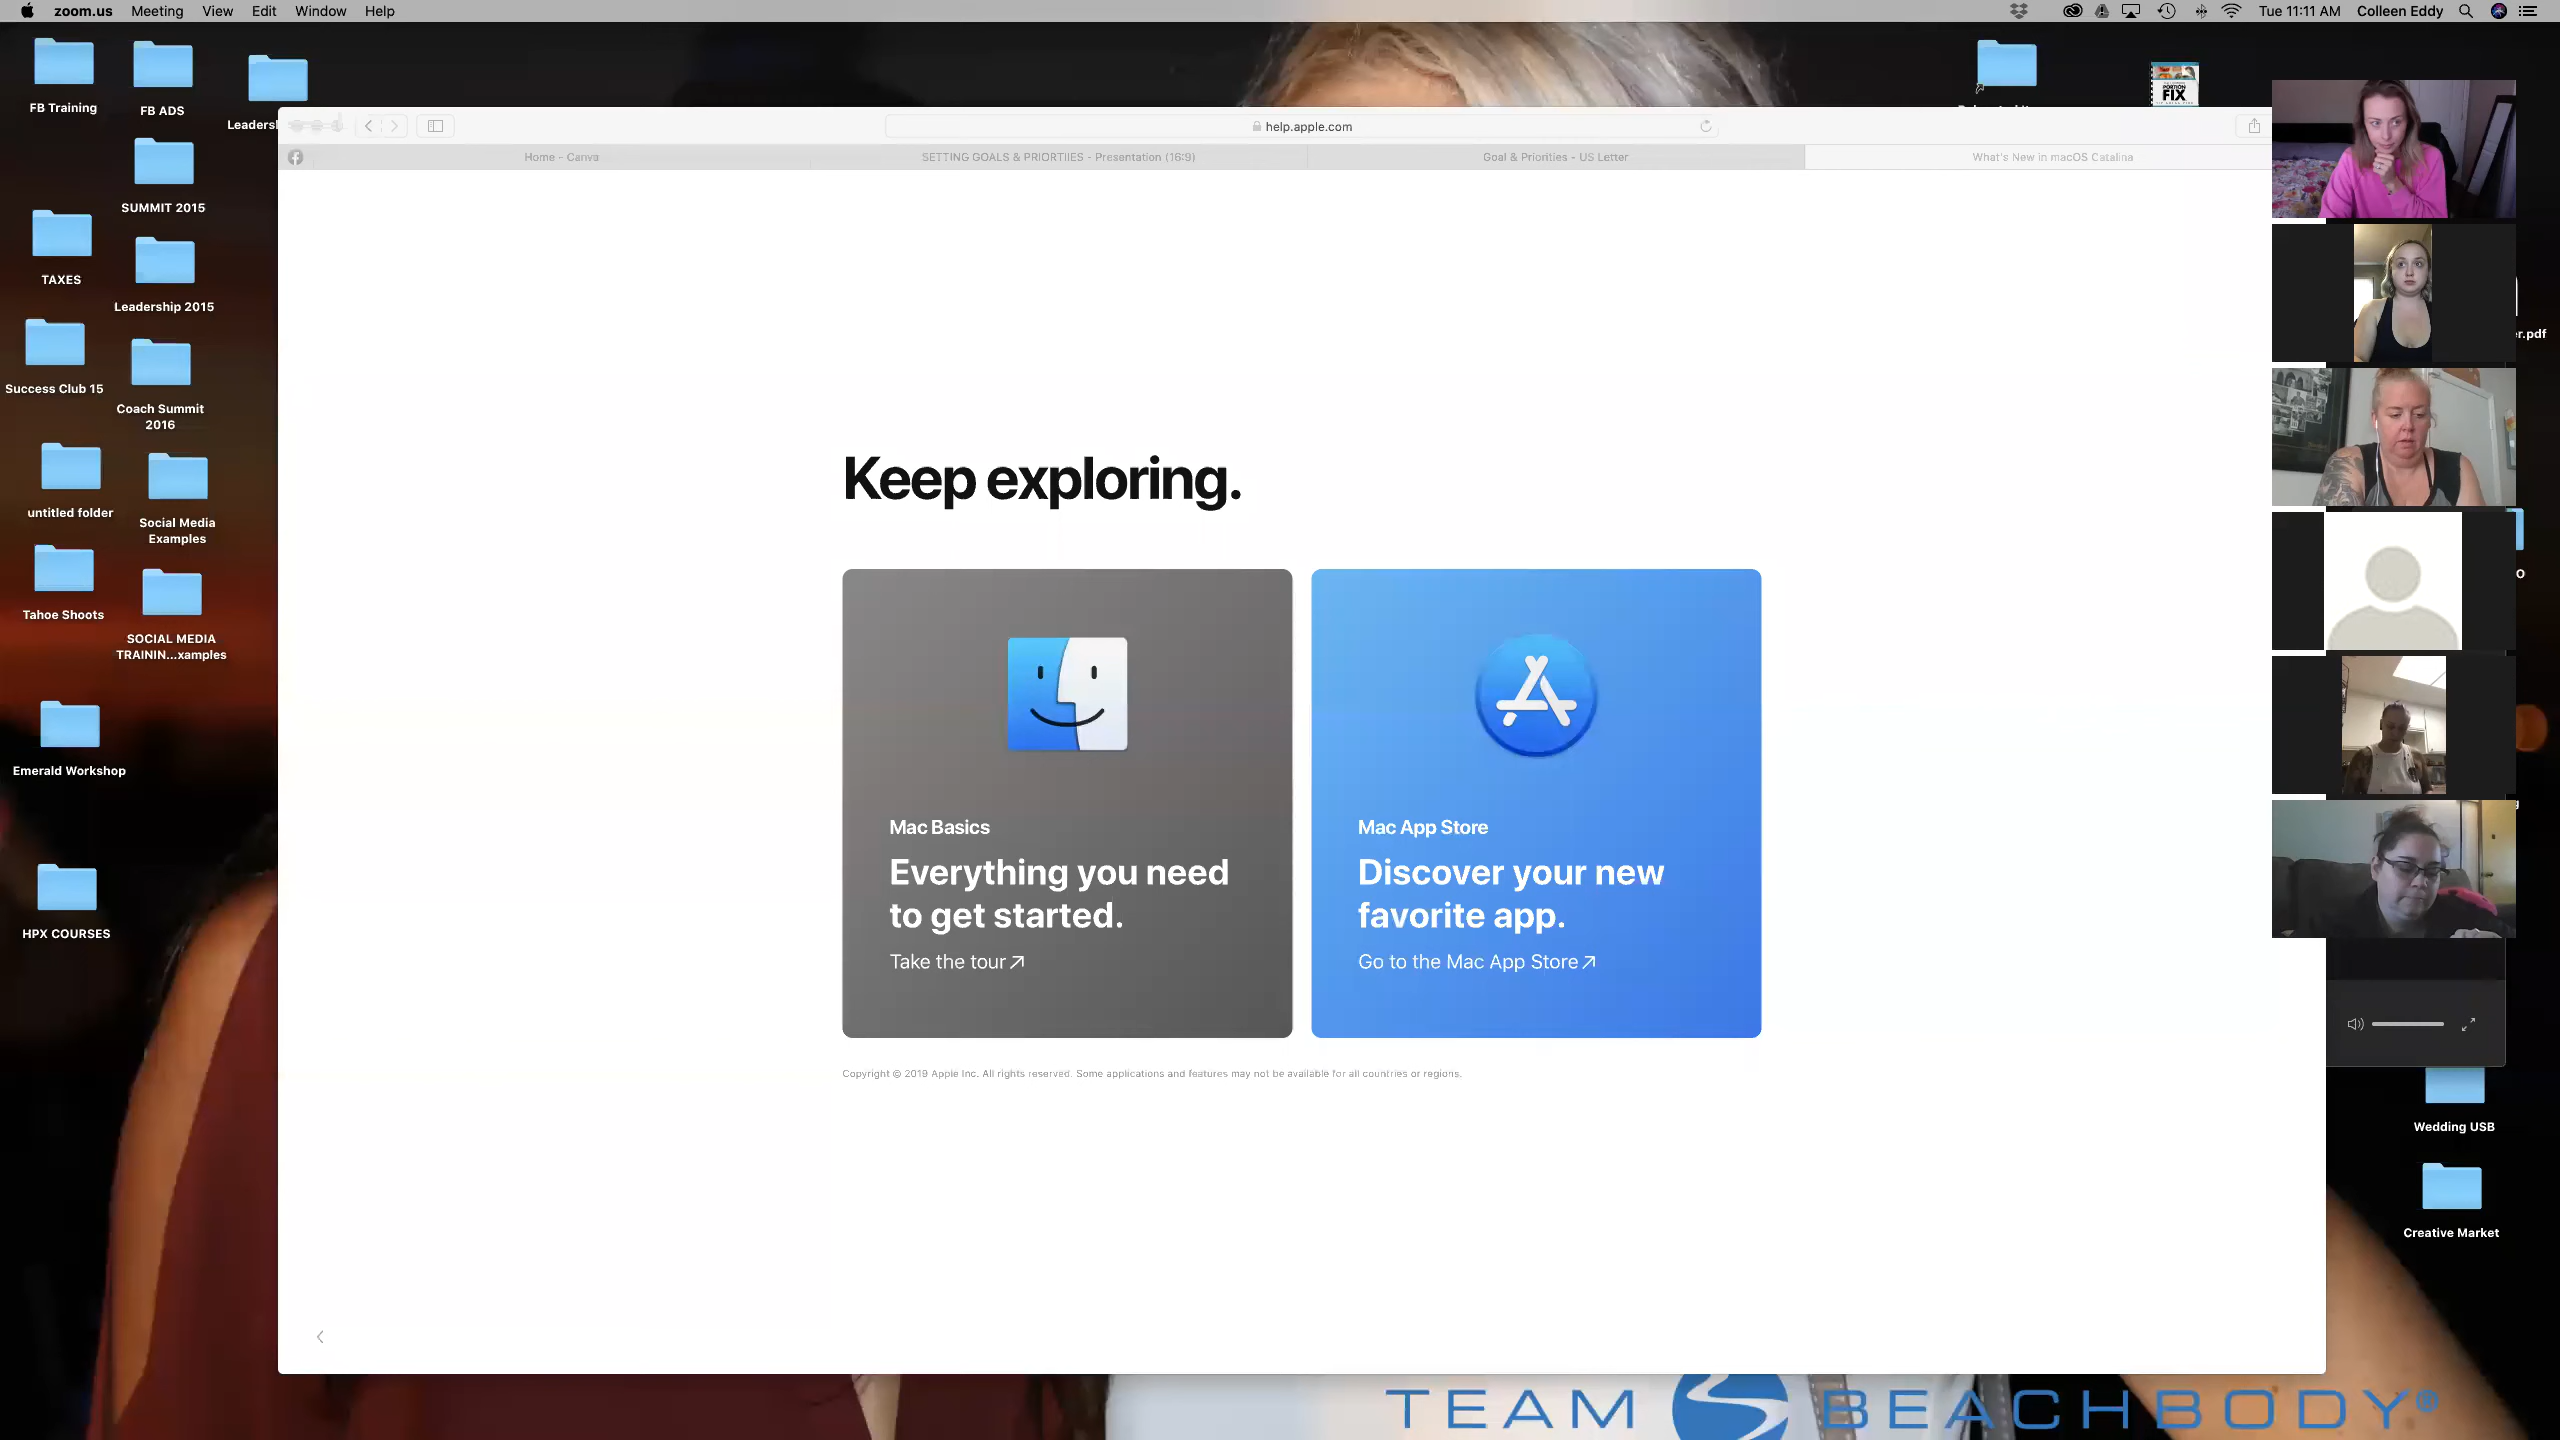 zoom.us Meeting View Edit Window Help
Tue 11:11 AM Colleen Eddy
FB Training
FB ADS
Leadersh
PORTION
FIX
help.apple.com
Home - Canva
SETTING GOALS & PRIORTIIES - Presentation (16:9)
Goal & Priorities - US Letter
What's New in macOS Catalina
SUMMIT 2015
TAXES
Leadership 2015
r.pdf
Success Club 15
Coach Summit
2016
untitled folder
Social Media
Examples
Tahoe Shoots
SOCIAL MEDIA
TRAININ...xamples
Emerald Workshop
HPX COURSES
Keep exploring.
Mac Basics
Everything you need
to get started.
Take the tour
Mac App Store
Discover your new
favorite app.
Go to the Mac App Store
Copyright © 2019 Apple Inc. All rights reserved. Some applications and features may not be available for all countries or regions.
Wedding USB
Creative Market
TEAM BEACHBODY®